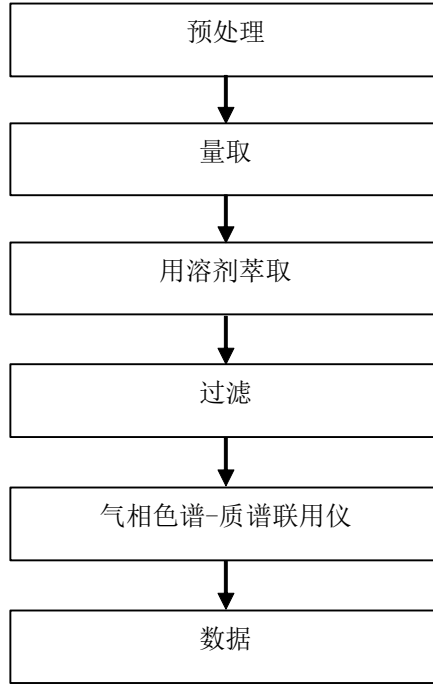 预处理
量取
用溶剂萃取
过滤
气相色谱-质谱联用仪
数据